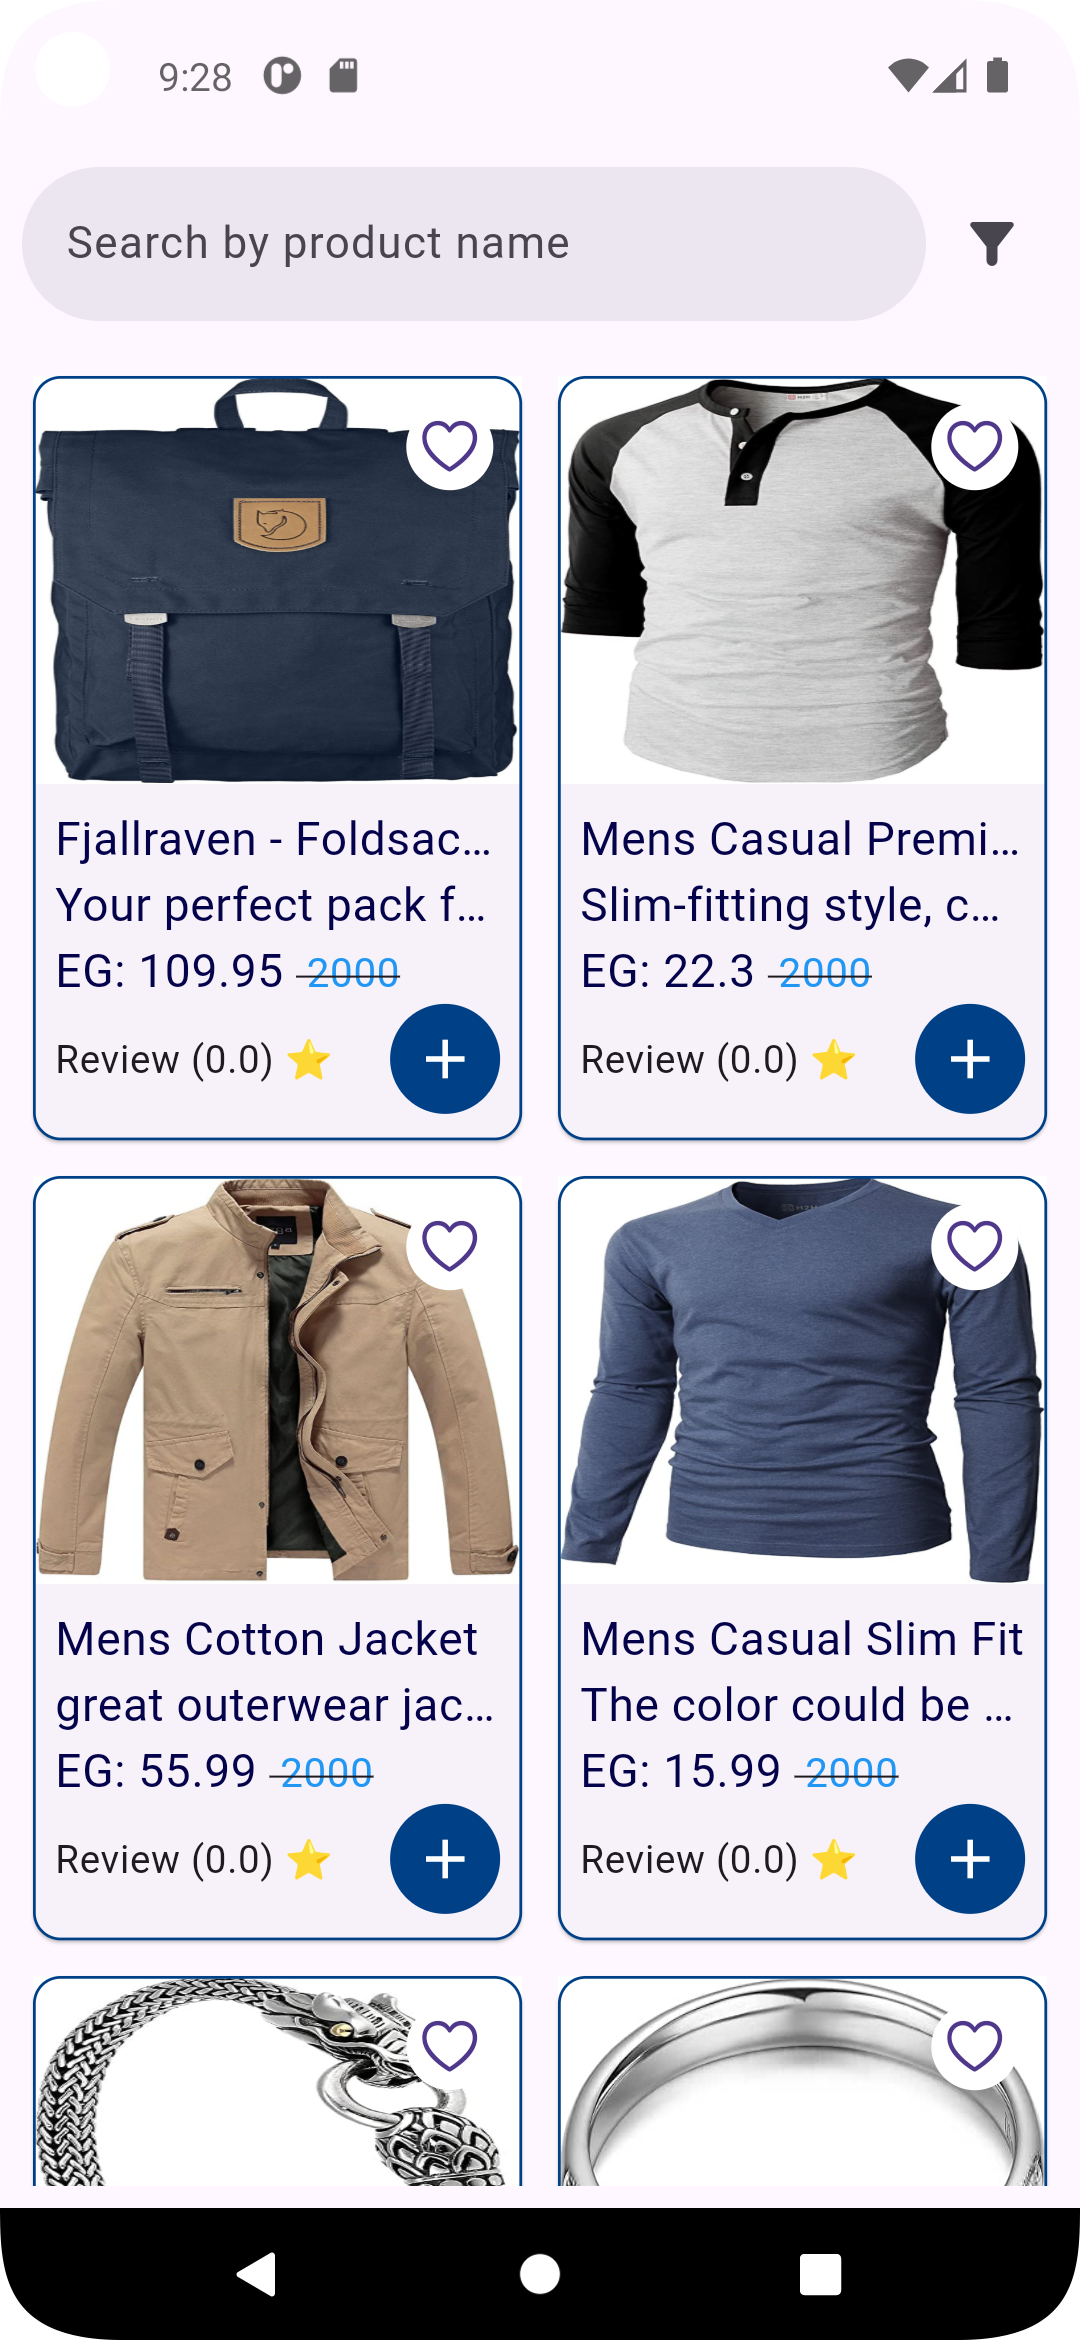 9:28
Search by product name
Fjallraven - Foldsac...
Your perfect pack f...
EG: 109.95 2000
Review (0.0) ⭐
Mens Casual Premi...
Slim-fitting style, c...
EG: 22.3 2000
Review (0.0) ⭐
Mens Cotton Jacket
great outerwear jac...
EG: 55.99 2000
Review (0.0) ⭐
Mens Casual Slim Fit
The color could be ...
EG: 15.99 2000
Review (0.0) ⭐